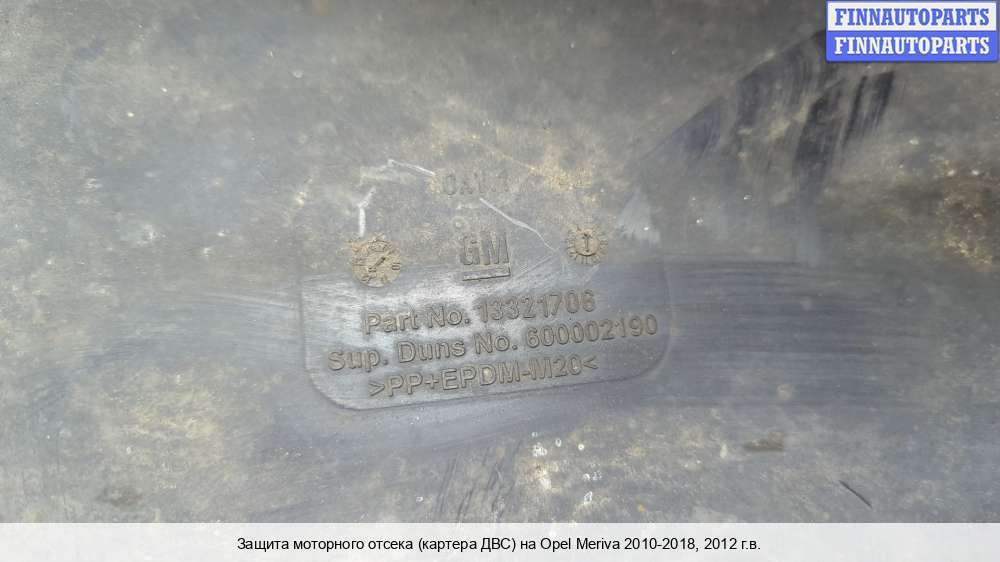 FINNAUTOPARTS
FINNAUTOPARTS
GM
Part No. 13321706
Sup. Duns No. 600002190
>PP+EPDM-M20<
Защита моторного отсека (картера ДВС) на Opel Meriva 2010-2018, 2012 г.в.